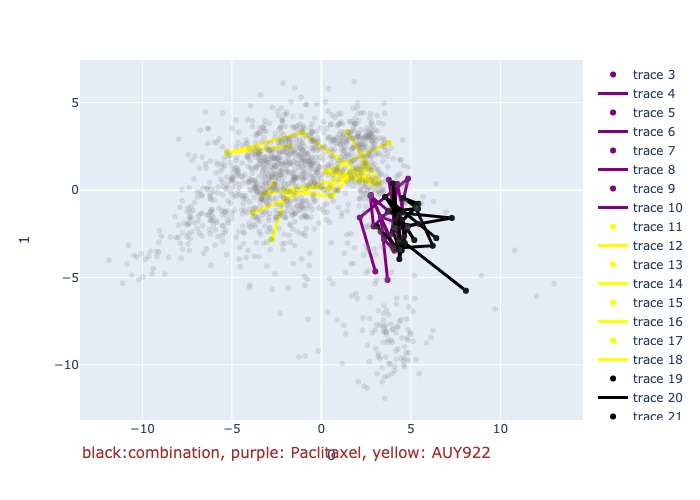 5
0
−5
−10
1
−10
−5
0
5
10
0
black:combination, purple: Paclitaxel, yellow: AUY922
trace 3
trace 4
trace 5
trace 6
trace 7
trace 8
trace 9
trace 10
trace 11
trace 12
trace 13
trace 14
trace 15
trace 16
trace 17
trace 18
trace 19
trace 20
trace 21